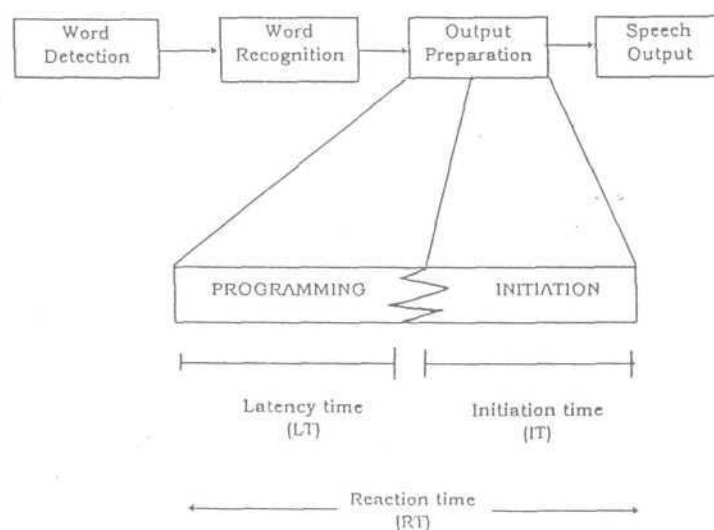 Word
Detection
Word
Recognition
Output
Preparation
Speech
Output
PROGRAMMING
INITIATION
Latency time
(LT)
Initiation time
(IT)
Reaction time
(RT)